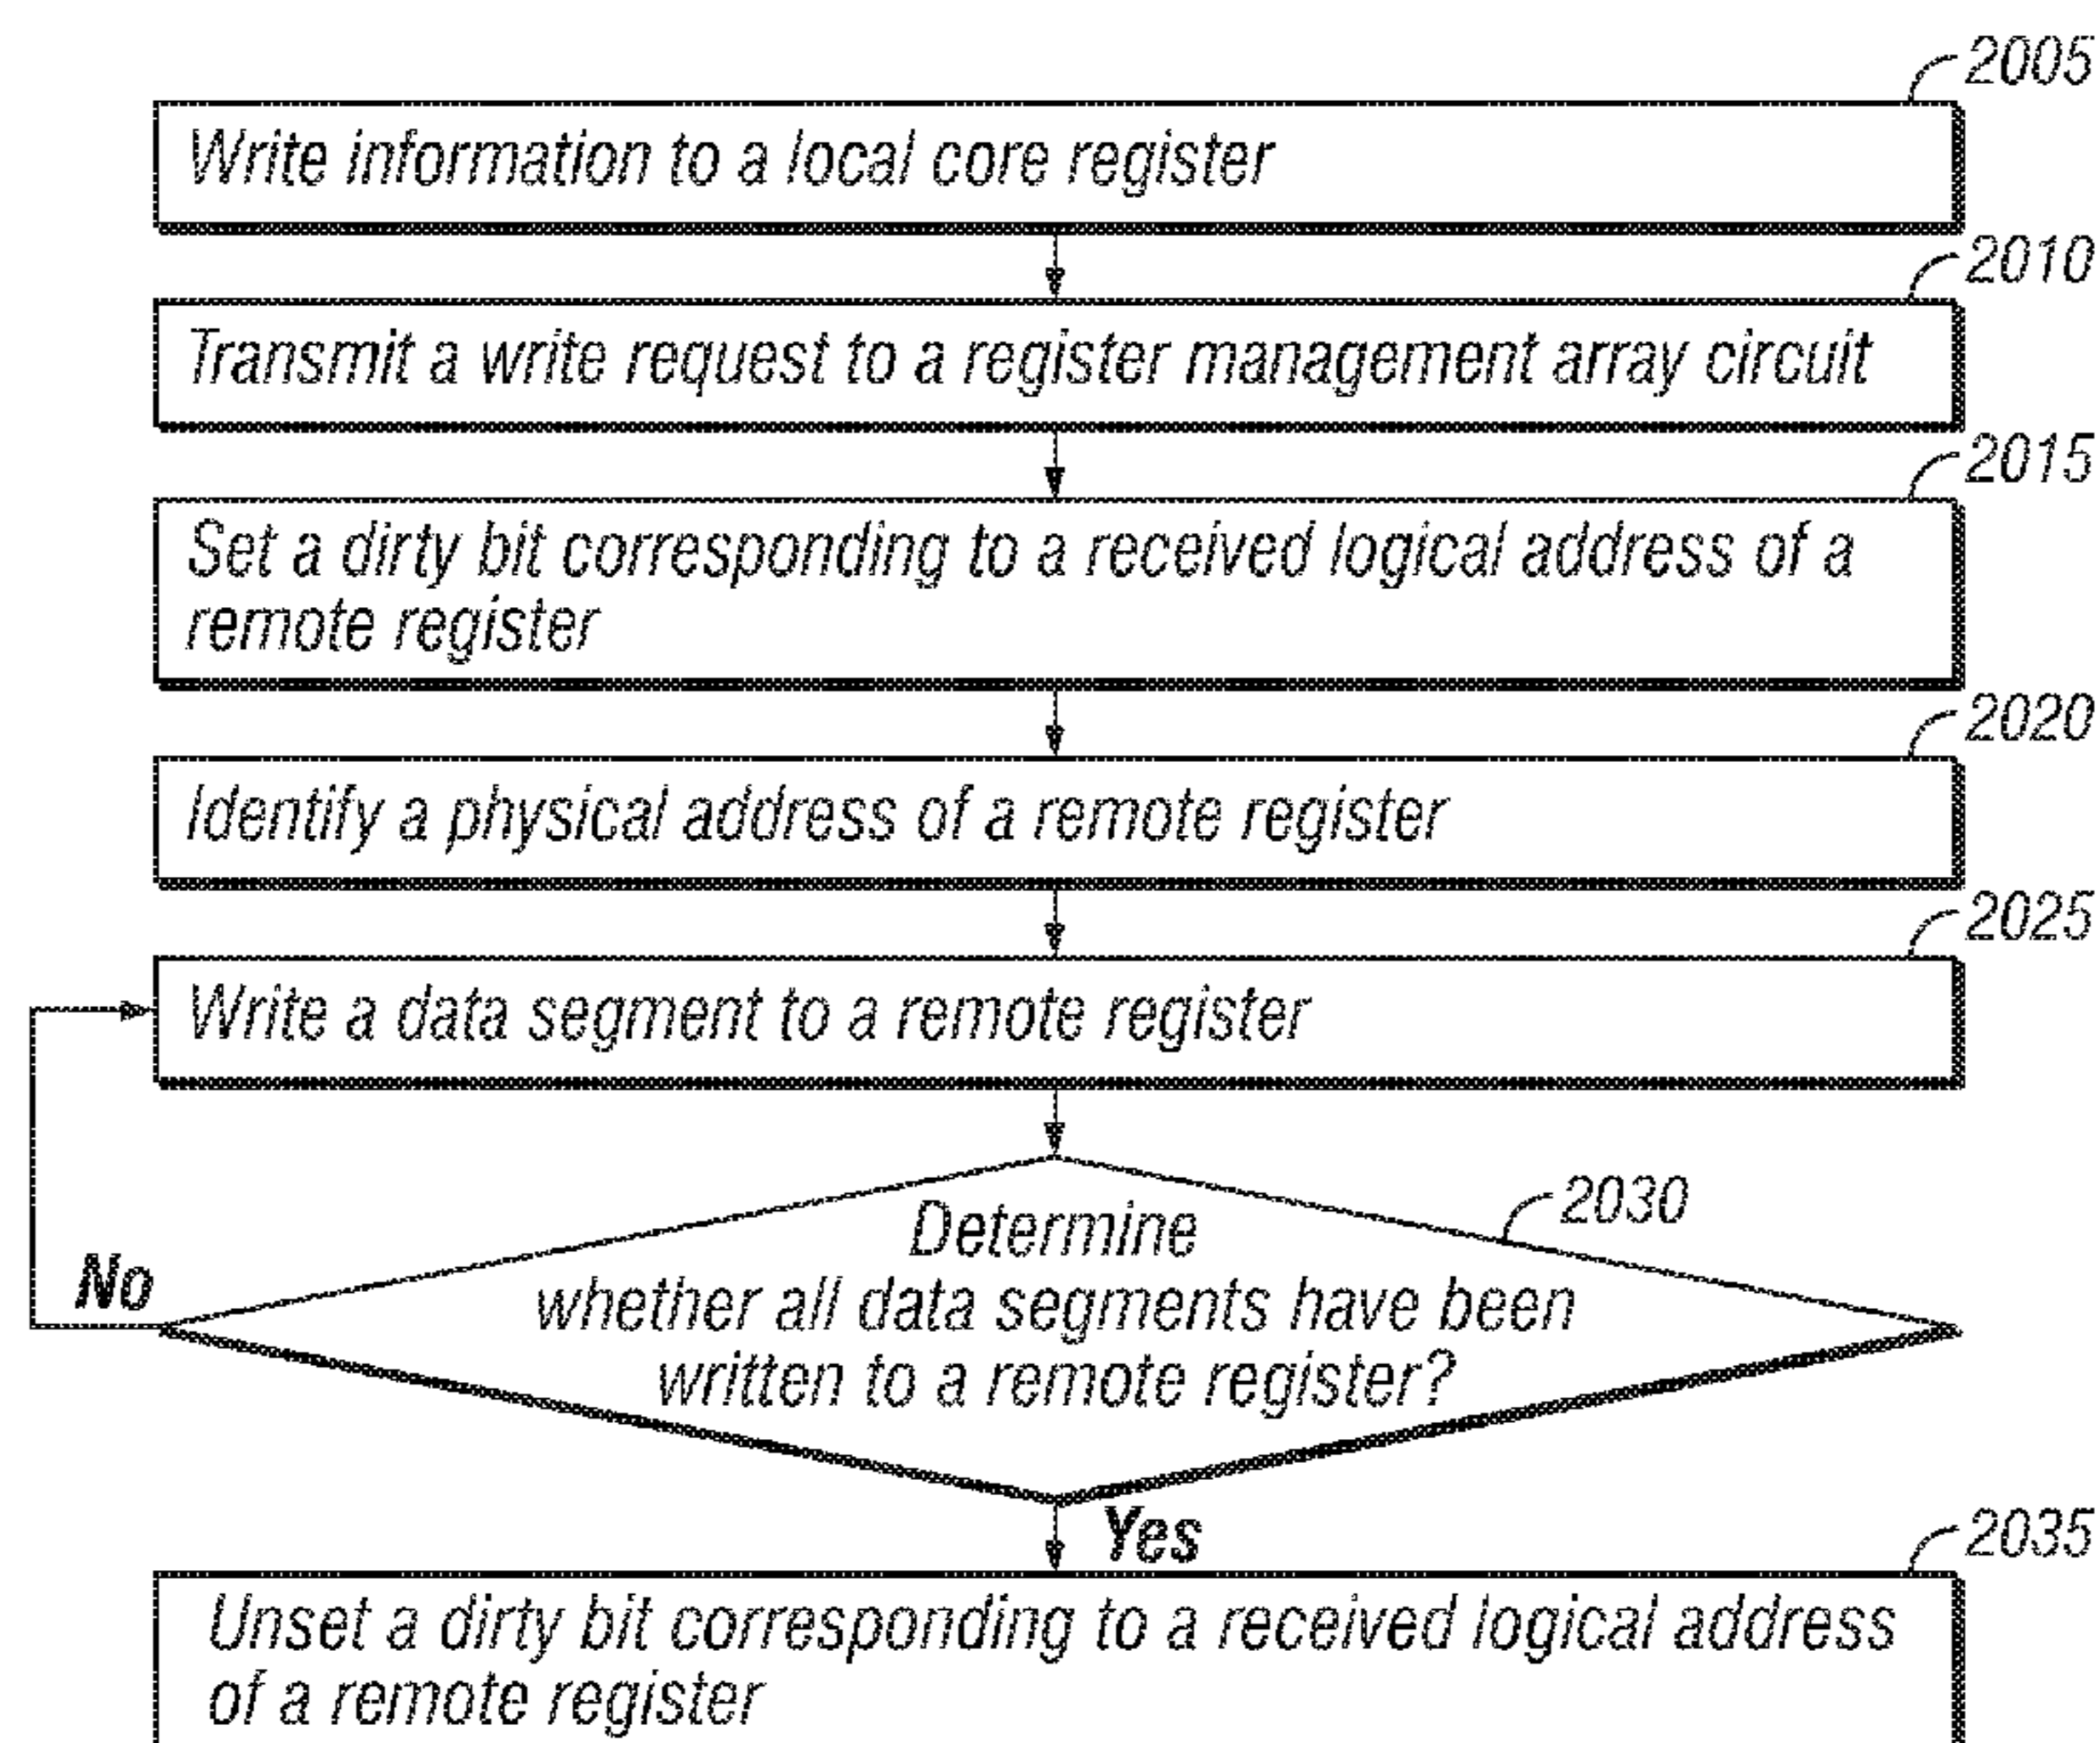 2005
Write information to a local core register
2010
Transmit a write request to a register management array circuit
2015
Set a dirty bit corresponding to a received logical address of a
remote register
2020
Identify a physical address of a remote register
2025
Write a data segment to a remote register
2030
Determine
whether all data segments have been
written to a remote register?
No
Yes
2035
Unset a dirty bit corresponding to a received logical address
of a remote register